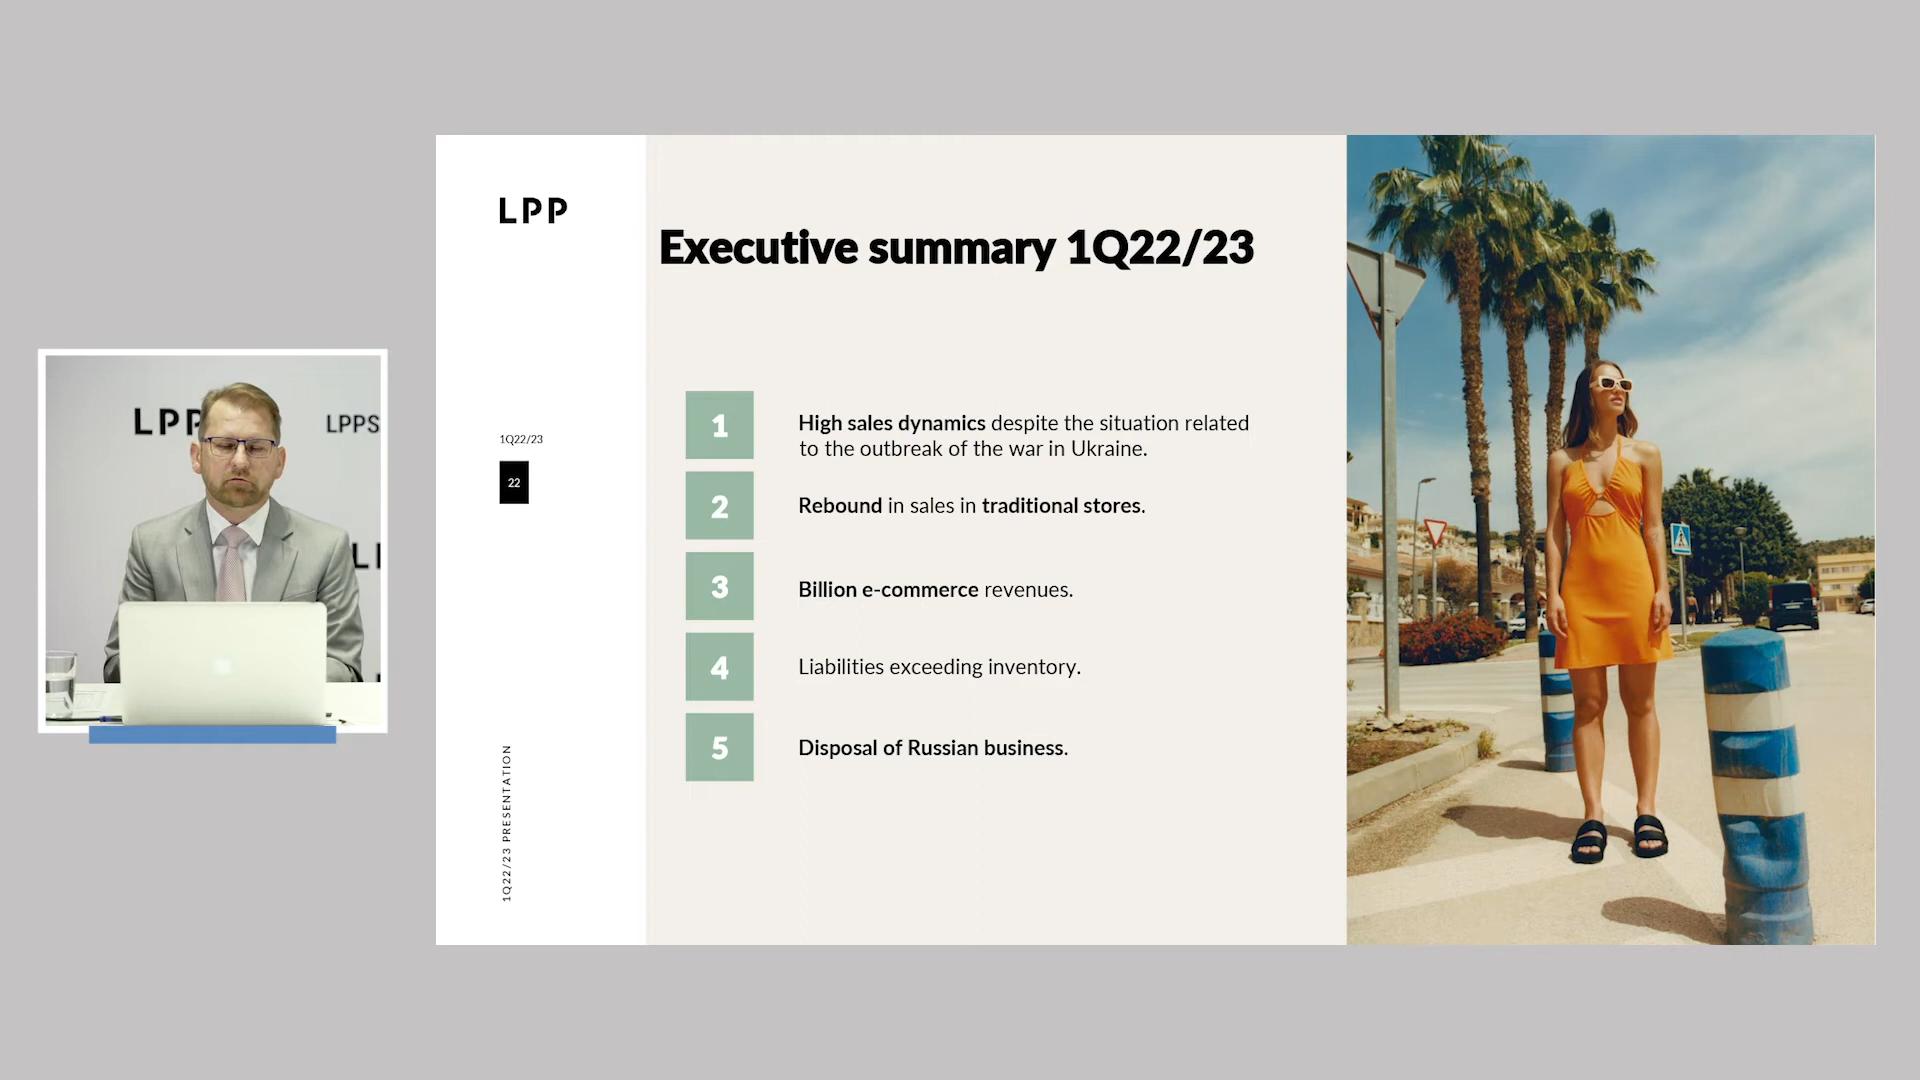 LPP
LPPS
LPP
Executive summary 1Q22/23
1Q22/23
22
1Q22/23 PRESENTATION
1
High sales dynamics despite the situation related
to the outbreak of the war in Ukraine.
2
Rebound in sales in traditional stores.
3
Billion e-commerce revenues.
4
Liabilities exceeding inventory.
5
Disposal of Russian business.